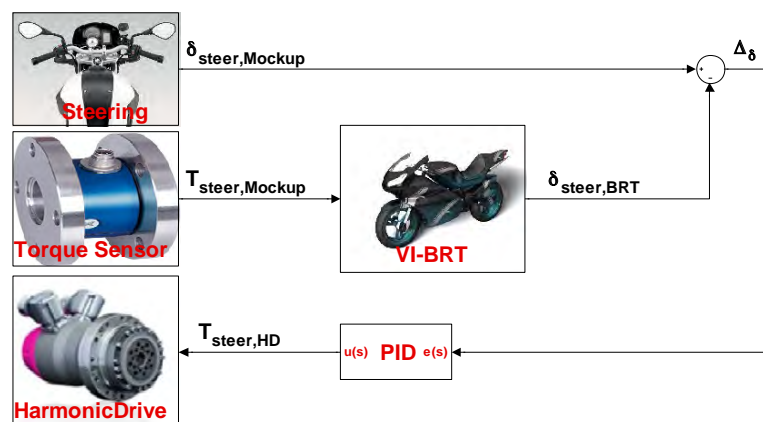 δsteer,Mockup
Δδ
+
-
Steering
Tsteer,Mockup
δsteer,BRT
Torque Sensor
VI-BRT
Tsteer,HD
u(s) PID e(s)
HarmonicDrive